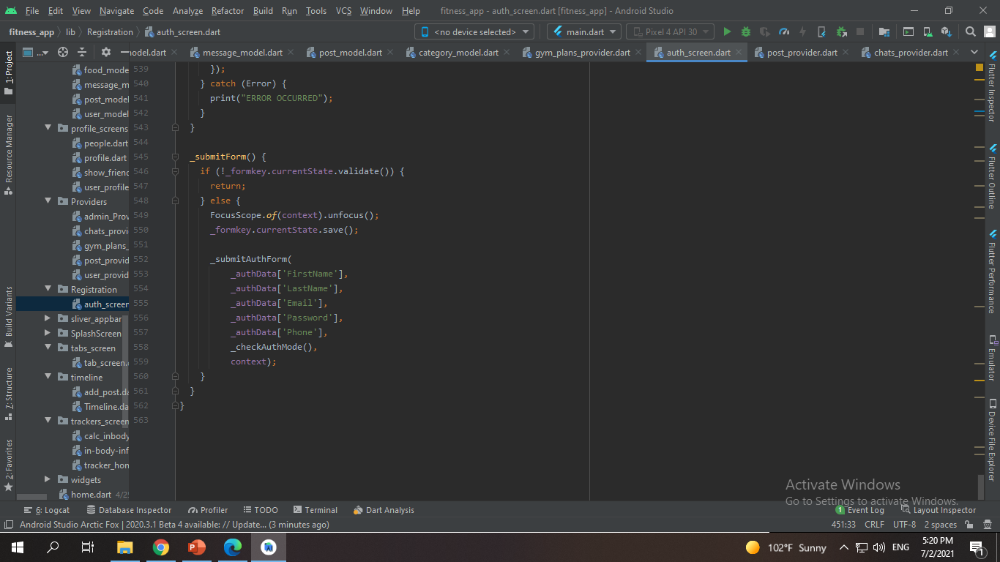 File Edit View Navigate Code Analyze Refactor Build Run Tools VCS Window Help fitness_app - auth_screen.dart [fitness_app] - Android Studio
fitness_app lib Registration auth_screen.dart <no device selected> main.dart Pixel 4 API 30
1: Project
Resource Manager
Build Variants
7: Structure
2: Favorites
... odel.dart message_model.dart post_model.dart category_model.dart gym_plans_provider.dart auth_screen.dart post_provider.dart chats_provider.dart
food_mode
message_m
post_model
user_model
profile_screens
people.dart
profile.dart
show_frienc
user_profile
Providers
admin_Prov
chats_provi
gym_plans_
post_provid
user_provid
Registration
auth_screen
sliver_appbar
SplashScreen
tabs_screen
tab_screen.
timeline
add_post.da
Timeline.da
trackers_screen
calc_inbody
in-body-inf
tracker_hon
widgets
home.dart 4/25
539 });
540 } catch (Error) {
541 print("ERROR OCCURRED");
542 }
543 }
544
545 _submitForm() {
546 if (!_formkey.currentState.validate()) {
547 return;
548 } else {
549 FocusScope.of(context).unfocus();
550 _formkey.currentState.save();
551
552 _submitAuthForm(
553 _authData['FirstName'],
554 _authData['LastName'],
555 _authData['Email'],
556 _authData['Password'],
557 _authData['Phone'],
558 _checkAuthMode(),
559 context);
560 }
561 }
562 }
563
Flutter Inspector
Flutter Outline
Flutter Performance
Emulator
Device File Explorer
Activate Windows
Go to Settings to activate Windows.
6: Logcat Database Inspector Profiler TODO Terminal Dart Analysis 1 Event Log Layout Inspector
Android Studio Arctic Fox | 2020.3.1 Beta 4 available: // Update... (3 minutes ago) 451:33 CRLF UTF-8 2 spaces
102°F Sunny ENG 5:20 PM
7/2/2021
1